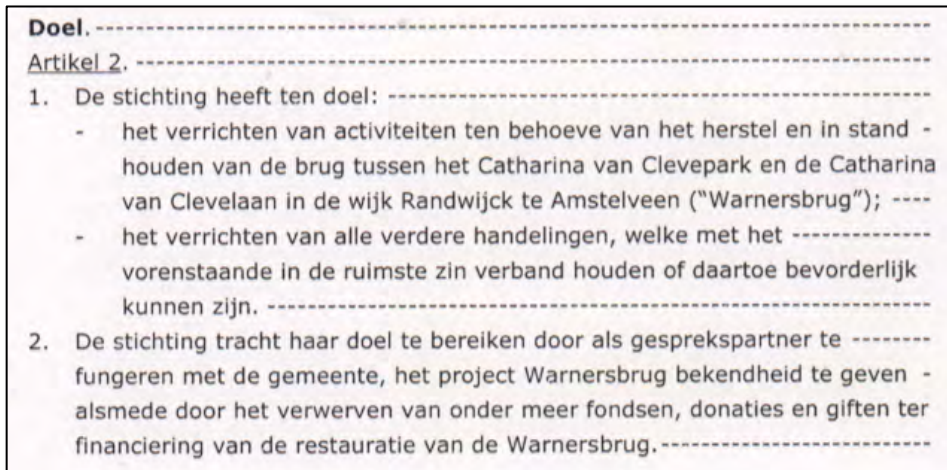 Doel. ----------------------------------------------------------------------------------
Artikel 2. ------------------------------------------------------------------------------
1. De stichting heeft ten doel: -----------------------------------------------------
- het verrichten van activiteiten ten behoeve van het herstel en in stand -
houden van de brug tussen het Catharina van Clevepark en de Catharina
van Clevelaan in de wijk Randwijck te Amstelveen (“Warnersbrug”); ----
- het verrichten van alle verdere handelingen, welke met het -------------
vorenstaande in de ruimste zin verband houden of daartoe bevorderlijk
kunnen zijn. -----------------------------------------------------------------
2. De stichting tracht haar doel te bereiken door als gesprekspartner te --------
fungeren met de gemeente, het project Warnersbrug bekendheid te geven -
alsmede door het verwerven van onder meer fondsen, donaties en giften ter
financiering van de restauratie van de Warnersbrug.---------------------------